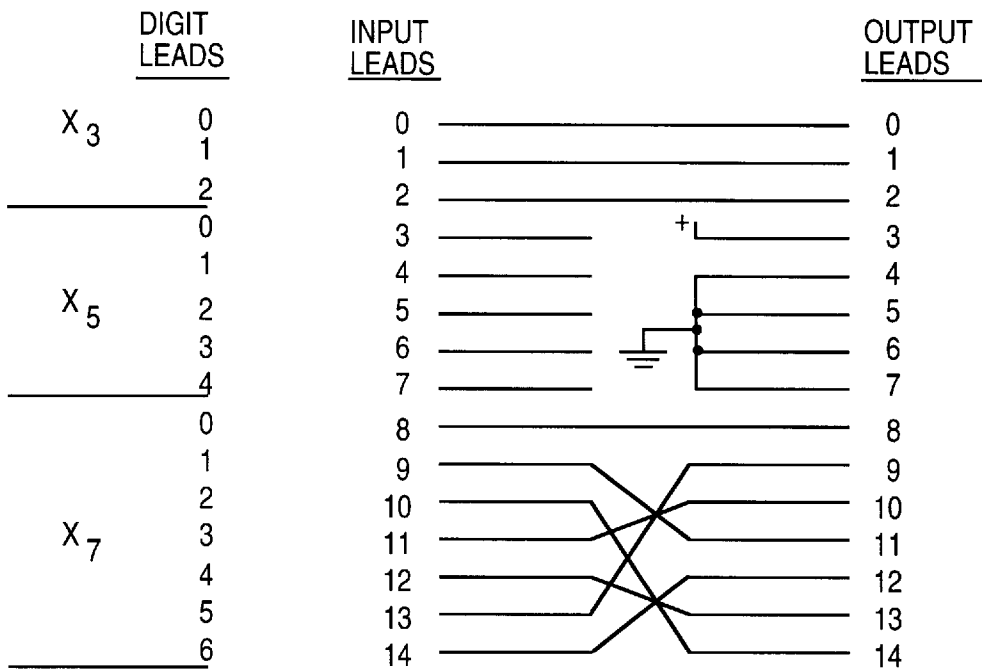 DIGIT LEADS INPUT LEADS OUTPUT LEADS
X3 0 0 0
1 1 1
2 2 2
0 3 + 3
1 4 4
X5 2 5 5
3 6 6
4 7 7
0 8 8
1 9 9
2 10 10
X7 3 11 11
4 12 12
5 13 13
6 14 14